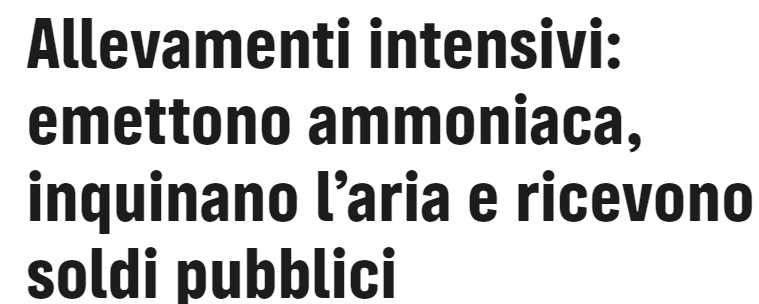 Allevamenti intensivi:
emettono ammoniaca,
inquinano l’aria e ricevono
soldi pubblici